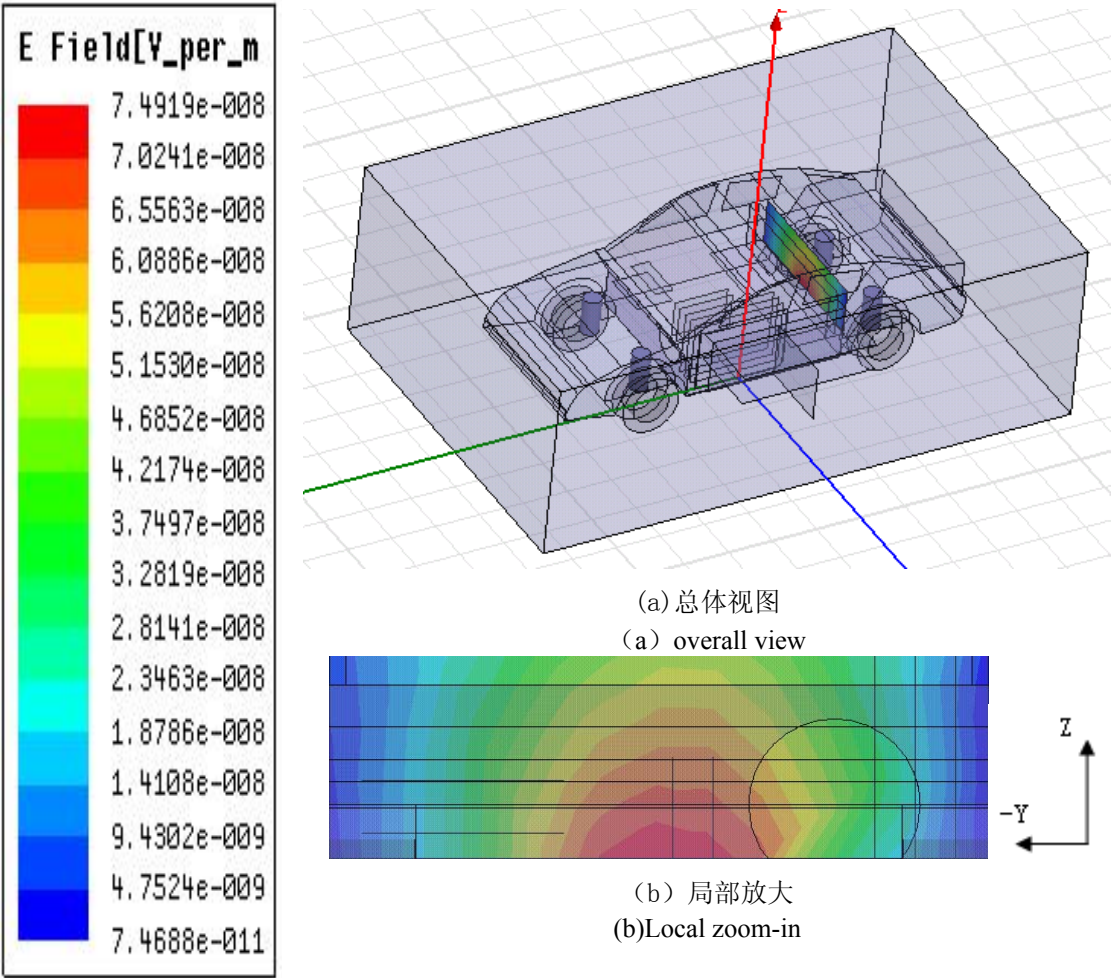 E Field[V_per_m
7.4919e-008
7.0241e-008
6.5563e-008
6.0886e-008
5.6208e-008
5.1530e-008
4.6852e-008
4.2174e-008
3.7497e-008
3.2819e-008
2.8141e-008
2.3463e-008
1.8786e-008
1.4108e-008
9.4302e-009
4.7524e-009
7.4688e-011
(a)总体视图
（a）overall view
Z
-Y
（b）局部放大
(b)Local zoom-in